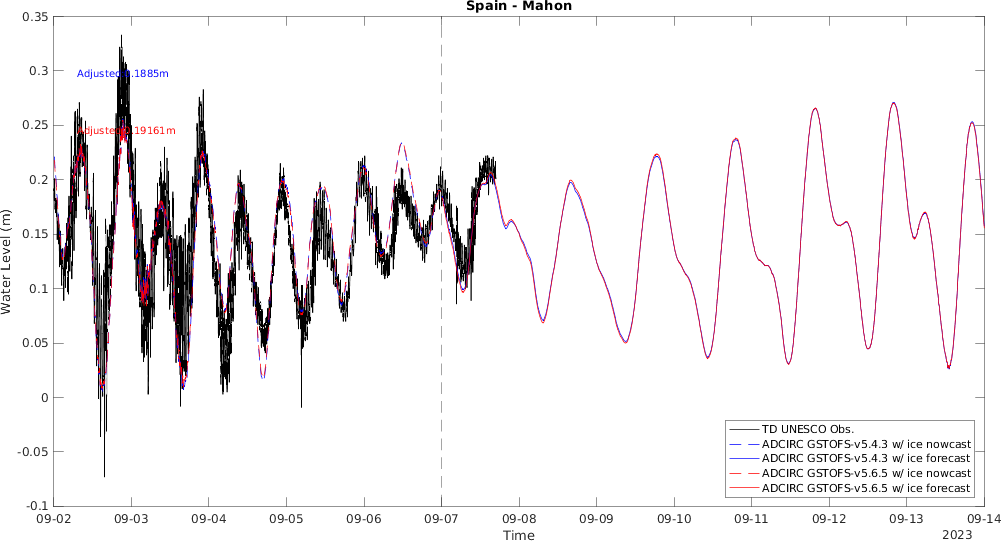 Spain - Mahon
0.35
0.3
0.25
0.2
0.15
0.1
0.05
0
-0.05
-0.1
Water Level (m)
.1885m
.19161m
09-02
09-03
09-04
09-05
09-06
09-07
09-08
09-09
09-10
09-11
09-12
09-13
09-14
Time
2023
TD UNESCO Obs.
ADCIRC GSTOFS-v5.4.3 w/ ice nowcast
ADCIRC GSTOFS-v5.4.3 w/ ice forecast
ADCIRC GSTOFS-v5.6.5 w/ ice nowcast
ADCIRC GSTOFS-v5.6.5 w/ ice forecast